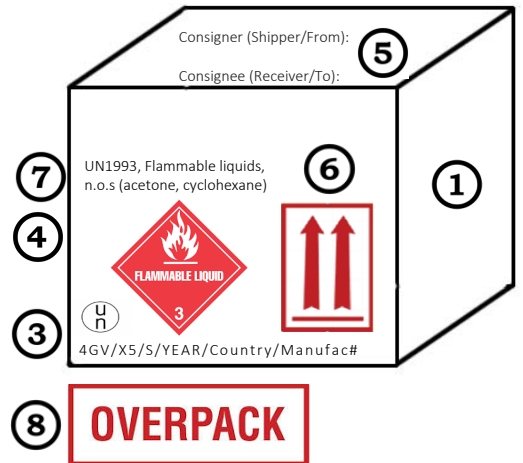 Consigner (Shipper/From):
5
Consignee (Receiver/To):
6
7
UN1993, Flammable liquids,
n.o.s (acetone, cyclohexane)
1
4
FLAMMABLE LIQUID
3
un
3
4GV/X5/S/YEAR/Country/Manufac#
8
OVERPACK